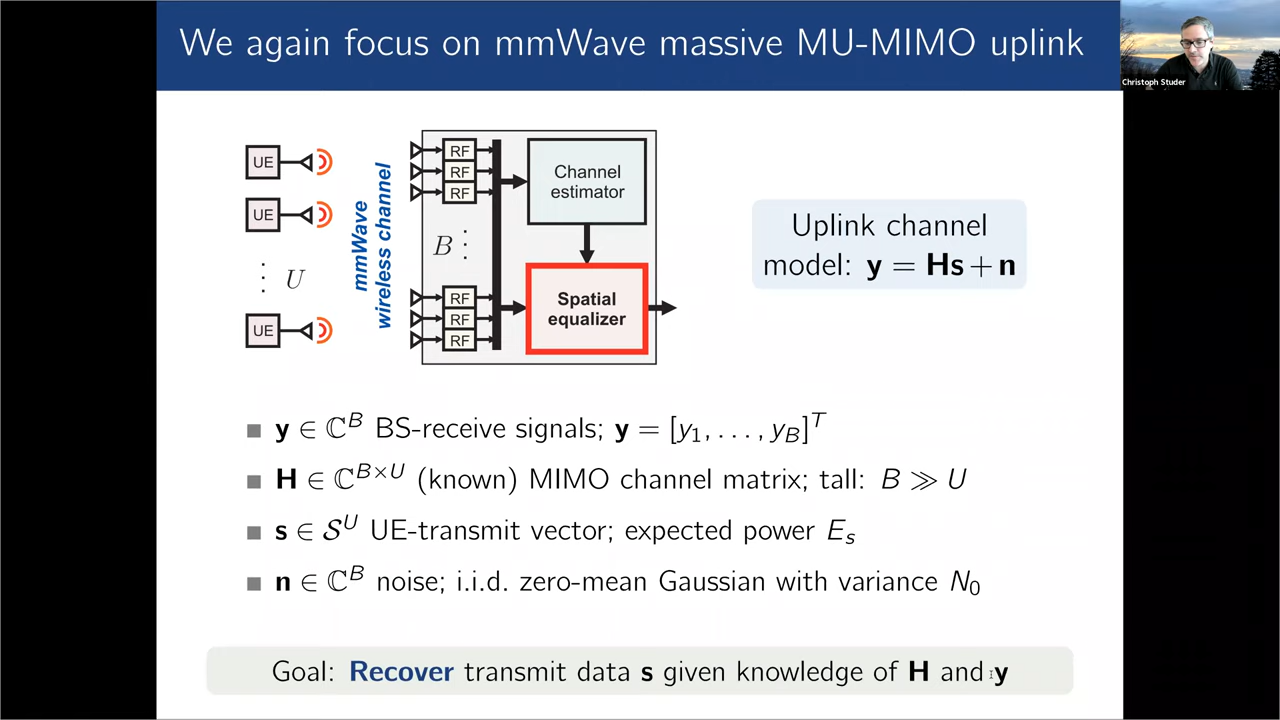 We again focus on mmWave massive MU-MIMO uplink
Christoph Studer
UE
UE
⋮ U
UE
mmWave
wireless channel
RF
RF
RF
B ⋮
RF
RF
RF
Channel
estimator
Spatial
equalizer
Uplink channel
model: y = Hs + n
■ y ∈ ℂ^B BS-receive signals; y = [y₁, . . . , y_B]^T
■ H ∈ ℂ^{B×U} (known) MIMO channel matrix; tall: B ≫ U
■ s ∈ 𝒮^U UE-transmit vector; expected power E_s
■ n ∈ ℂ^B noise; i.i.d. zero-mean Gaussian with variance N₀
Goal: Recover transmit data s given knowledge of H and y